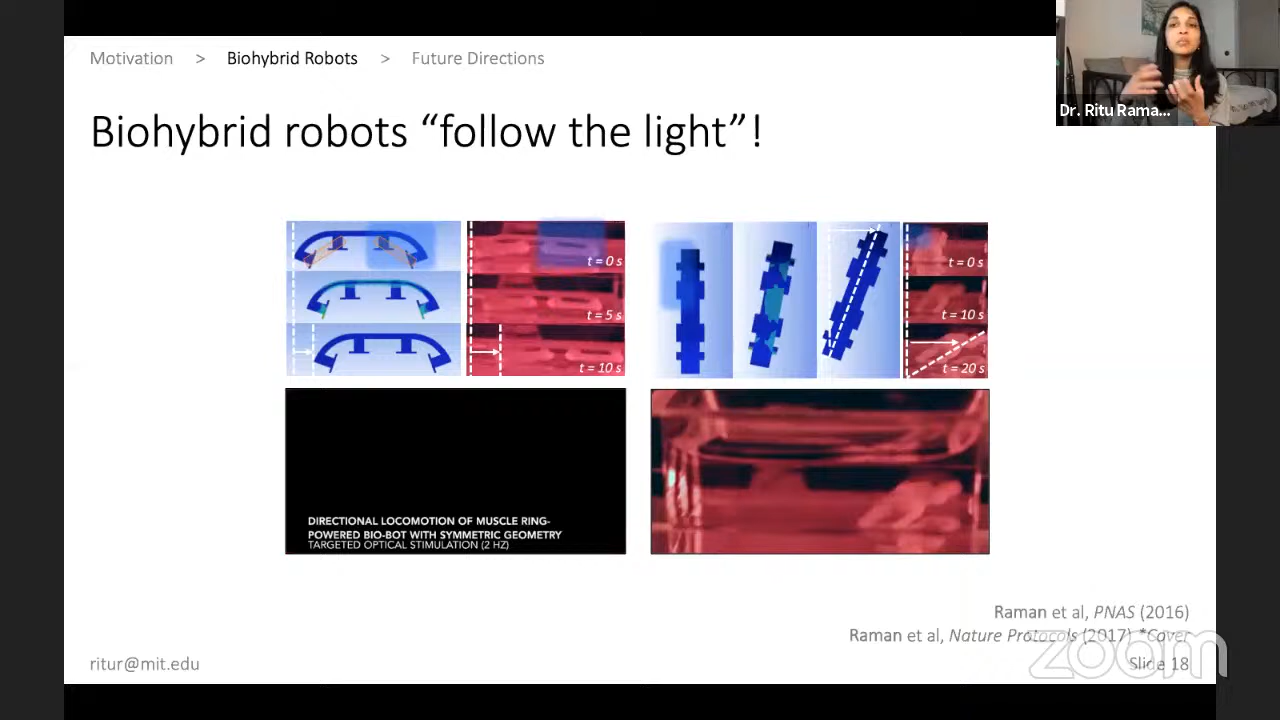 Motivation > Biohybrid Robots > Future Directions
Dr. Ritu Rama...
Biohybrid robots “follow the light”!
t = 0 s
t = 5 s
t = 10 s
t = 0 s
t = 10 s
t = 20 s
DIRECTIONAL LOCOMOTION OF MUSCLE RING-
POWERED BIO-BOT WITH SYMMETRIC GEOMETRY
TARGETED OPTICAL STIMULATION (2 HZ)
Raman et al, PNAS (2016)
Raman et al, Nature Protocols (2017) *Cover
ritur@mit.edu
zoom
Slide 18